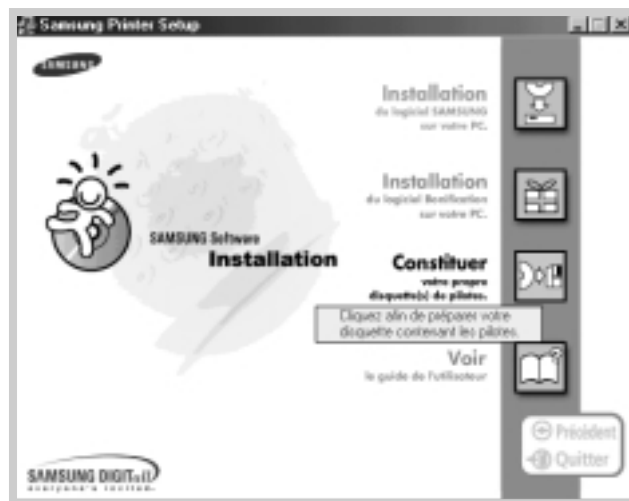 Samsung Printer Setup
SAMSUNG
Installation
du logiciel SAMSUNG
sur votre PC.
Installation
du logiciel Bonification
sur votre PC.
SAMSUNG Software
Installation
Constituer
votre propre
disquette(s) de pilotes.
Cliquez afin de préparer votre
disquette contenant les pilotes.
Voir
le guide de l'utilisateur
Précédent
Quitter
SAMSUNG DIGITall
everyone's invited.